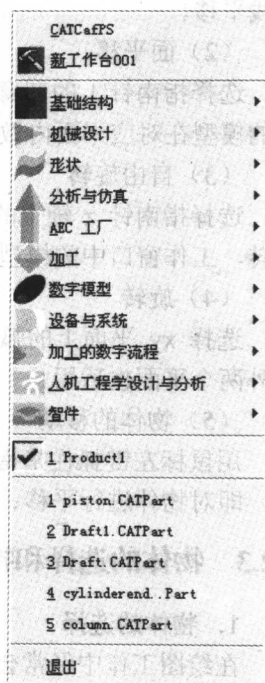 CATCafPS
新工作台001
基础结构
机械设计
形状
分析与仿真
AEC 工厂
加工
数字模型
设备与系统
加工的数字流程
人机工程学设计与分析
智件
1 Product1
1 piston.CATPart
2 Draft1.CATPart
3 Draft.CATPart
4 cylinderend..Part
5 column.CATPart
退出